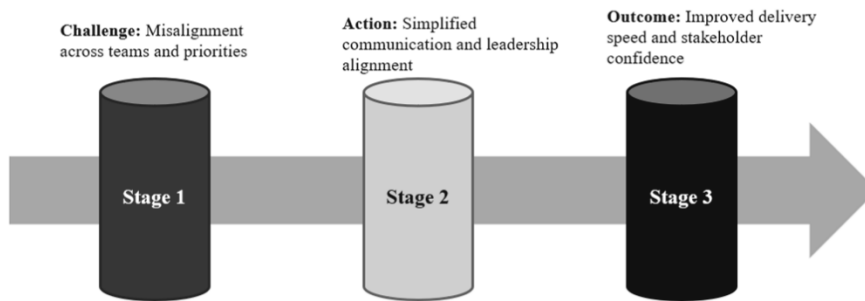 Challenge: Misalignment
across teams and priorities
Action: Simplified
communication and leadership
alignment
Outcome: Improved delivery
speed and stakeholder
confidence
Stage 1
Stage 2
Stage 3